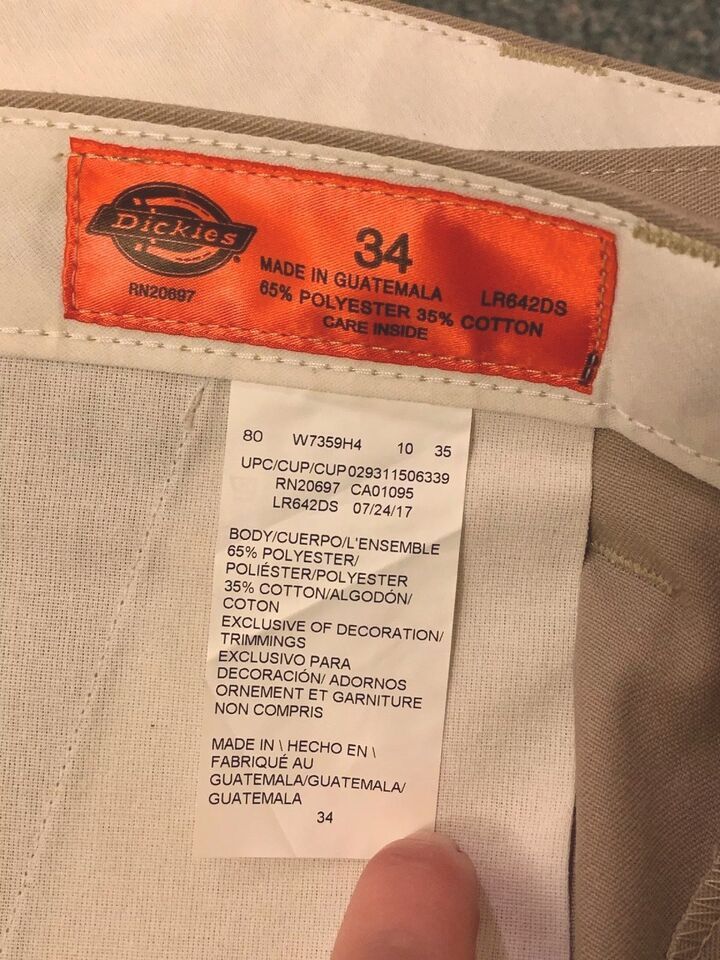 Dickies
34
MADE IN GUATEMALA
RN20697
LR642DS
65% POLYESTER 35% COTTON
CARE INSIDE
80 W7359H4 10 35
UPC/CUP/CUP029311506339
RN20697 CA01095
LR642DS 07/24/17
BODY/CUERPO/L'ENSEMBLE
65% POLYESTER/
POLIÉSTER/POLYESTER
35% COTTON/ALGODÓN/
COTON
EXCLUSIVE OF DECORATION/
TRIMMINGS
EXCLUSIVO PARA
DECORACIÓN/ ADORNOS
ORNEMENT ET GARNITURE
NON COMPRIS
MADE IN \ HECHO EN \
FABRIQUÉ AU
GUATEMALA/GUATEMALA/
GUATEMALA
34